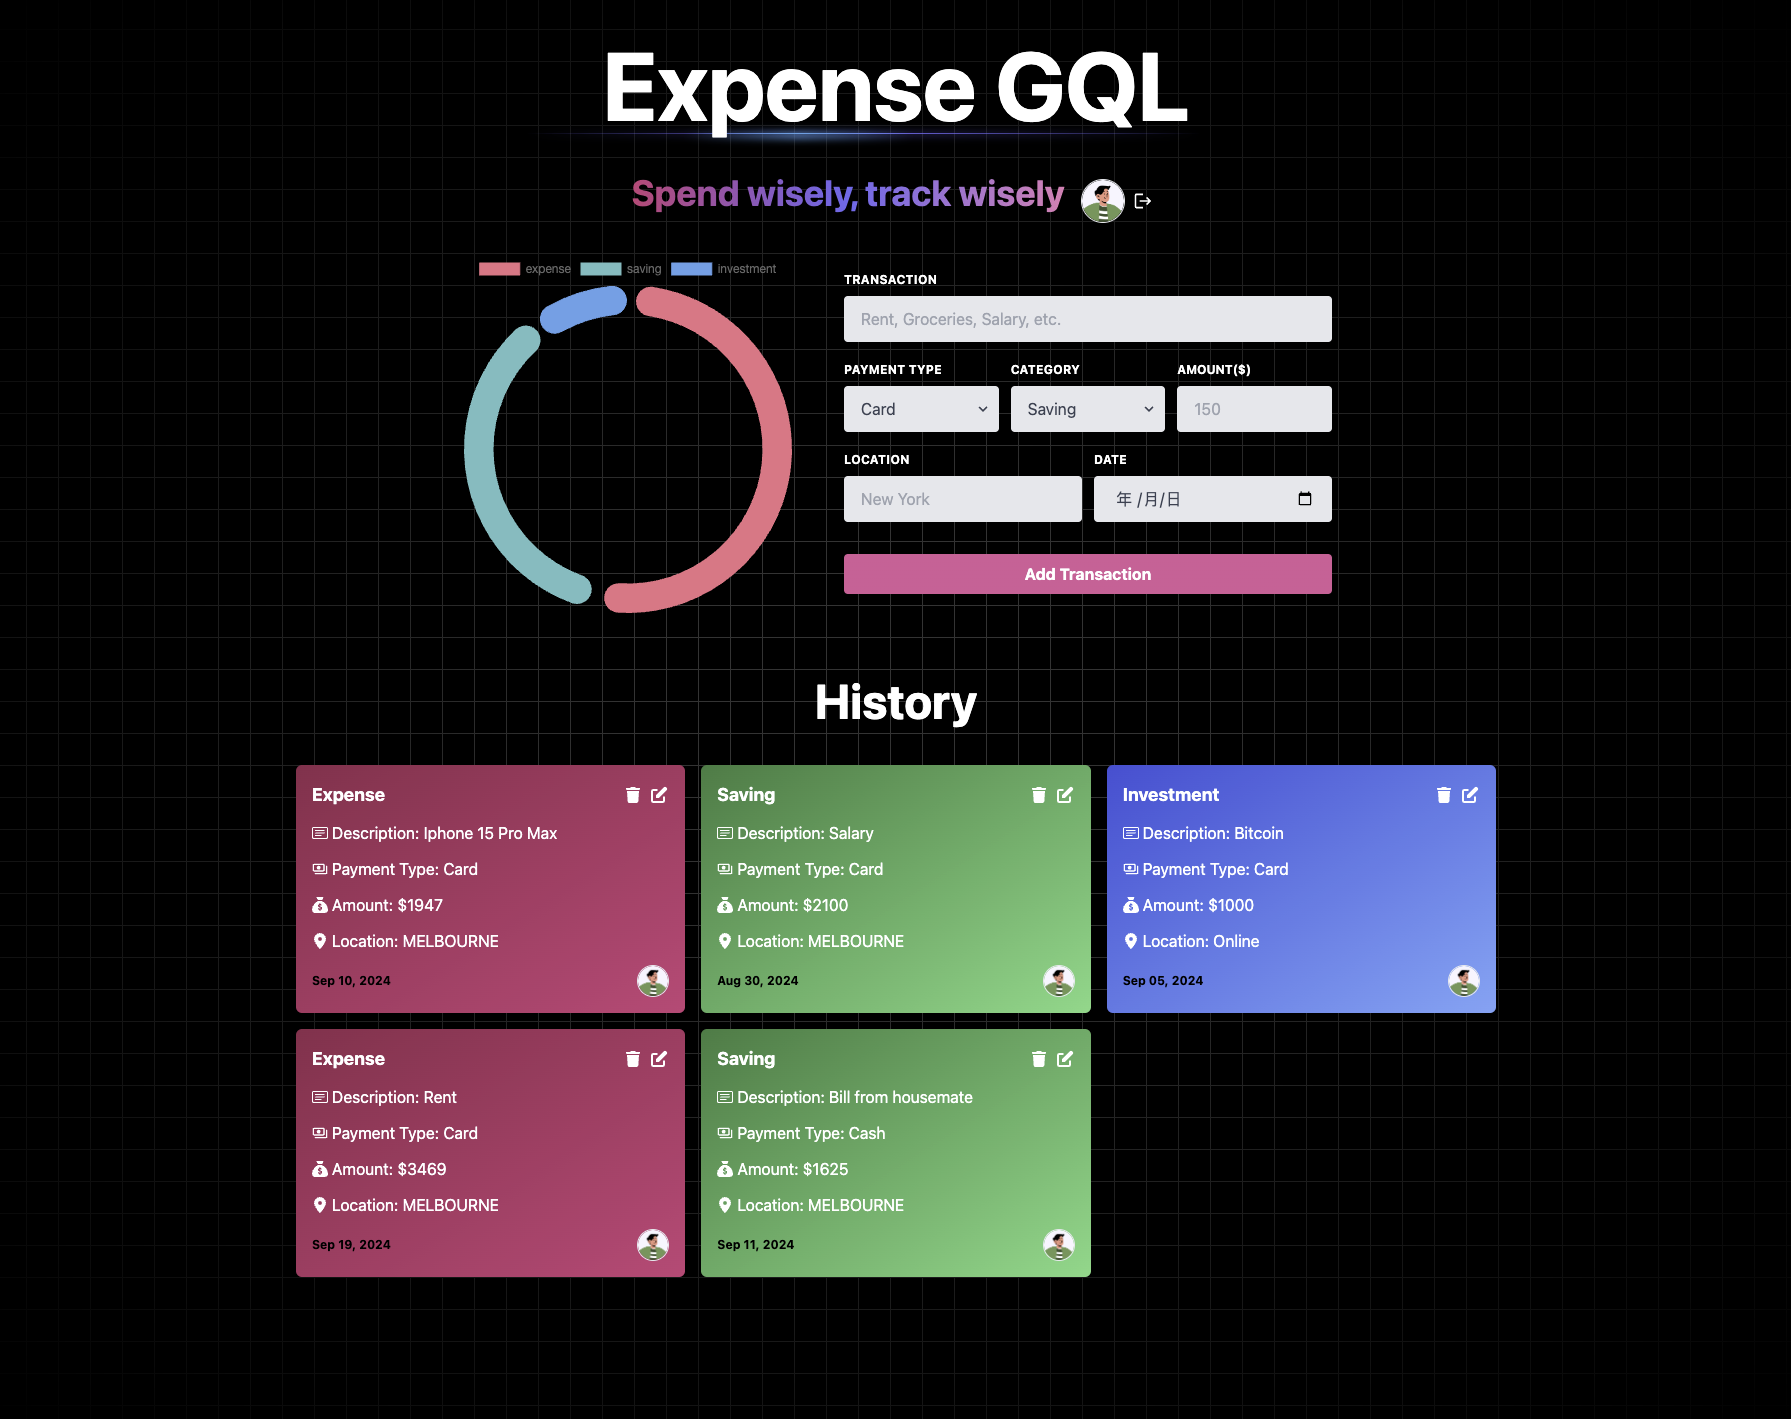 Expense GQL
Spend wisely, track wisely
expense saving investment
TRANSACTION
Rent, Groceries, Salary, etc.
PAYMENT TYPE CATEGORY AMOUNT($)
Card Saving 150
LOCATION DATE
New York 年 /月/日
Add Transaction
History
Expense
Description: Iphone 15 Pro Max
Payment Type: Card
Amount: $1947
Location: MELBOURNE
Sep 10, 2024
Saving
Description: Salary
Payment Type: Card
Amount: $2100
Location: MELBOURNE
Aug 30, 2024
Investment
Description: Bitcoin
Payment Type: Card
Amount: $1000
Location: Online
Sep 05, 2024
Expense
Description: Rent
Payment Type: Card
Amount: $3469
Location: MELBOURNE
Sep 19, 2024
Saving
Description: Bill from housemate
Payment Type: Cash
Amount: $1625
Location: MELBOURNE
Sep 11, 2024